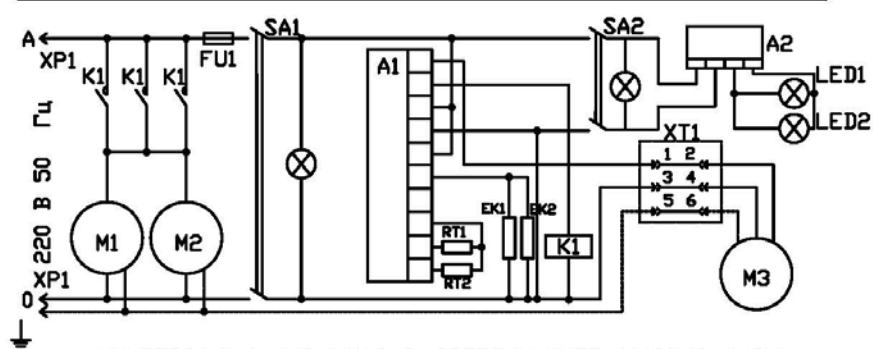 A
XP1
K1
K1
K1
FU1
SA1
A1
SA2
A2
LED1
LED2
XT1
1 2
3 4
5 6
220 В 50 Гц
M1
M2
RT1
RT2
EK1
EK2
K1
M3
XP1
0